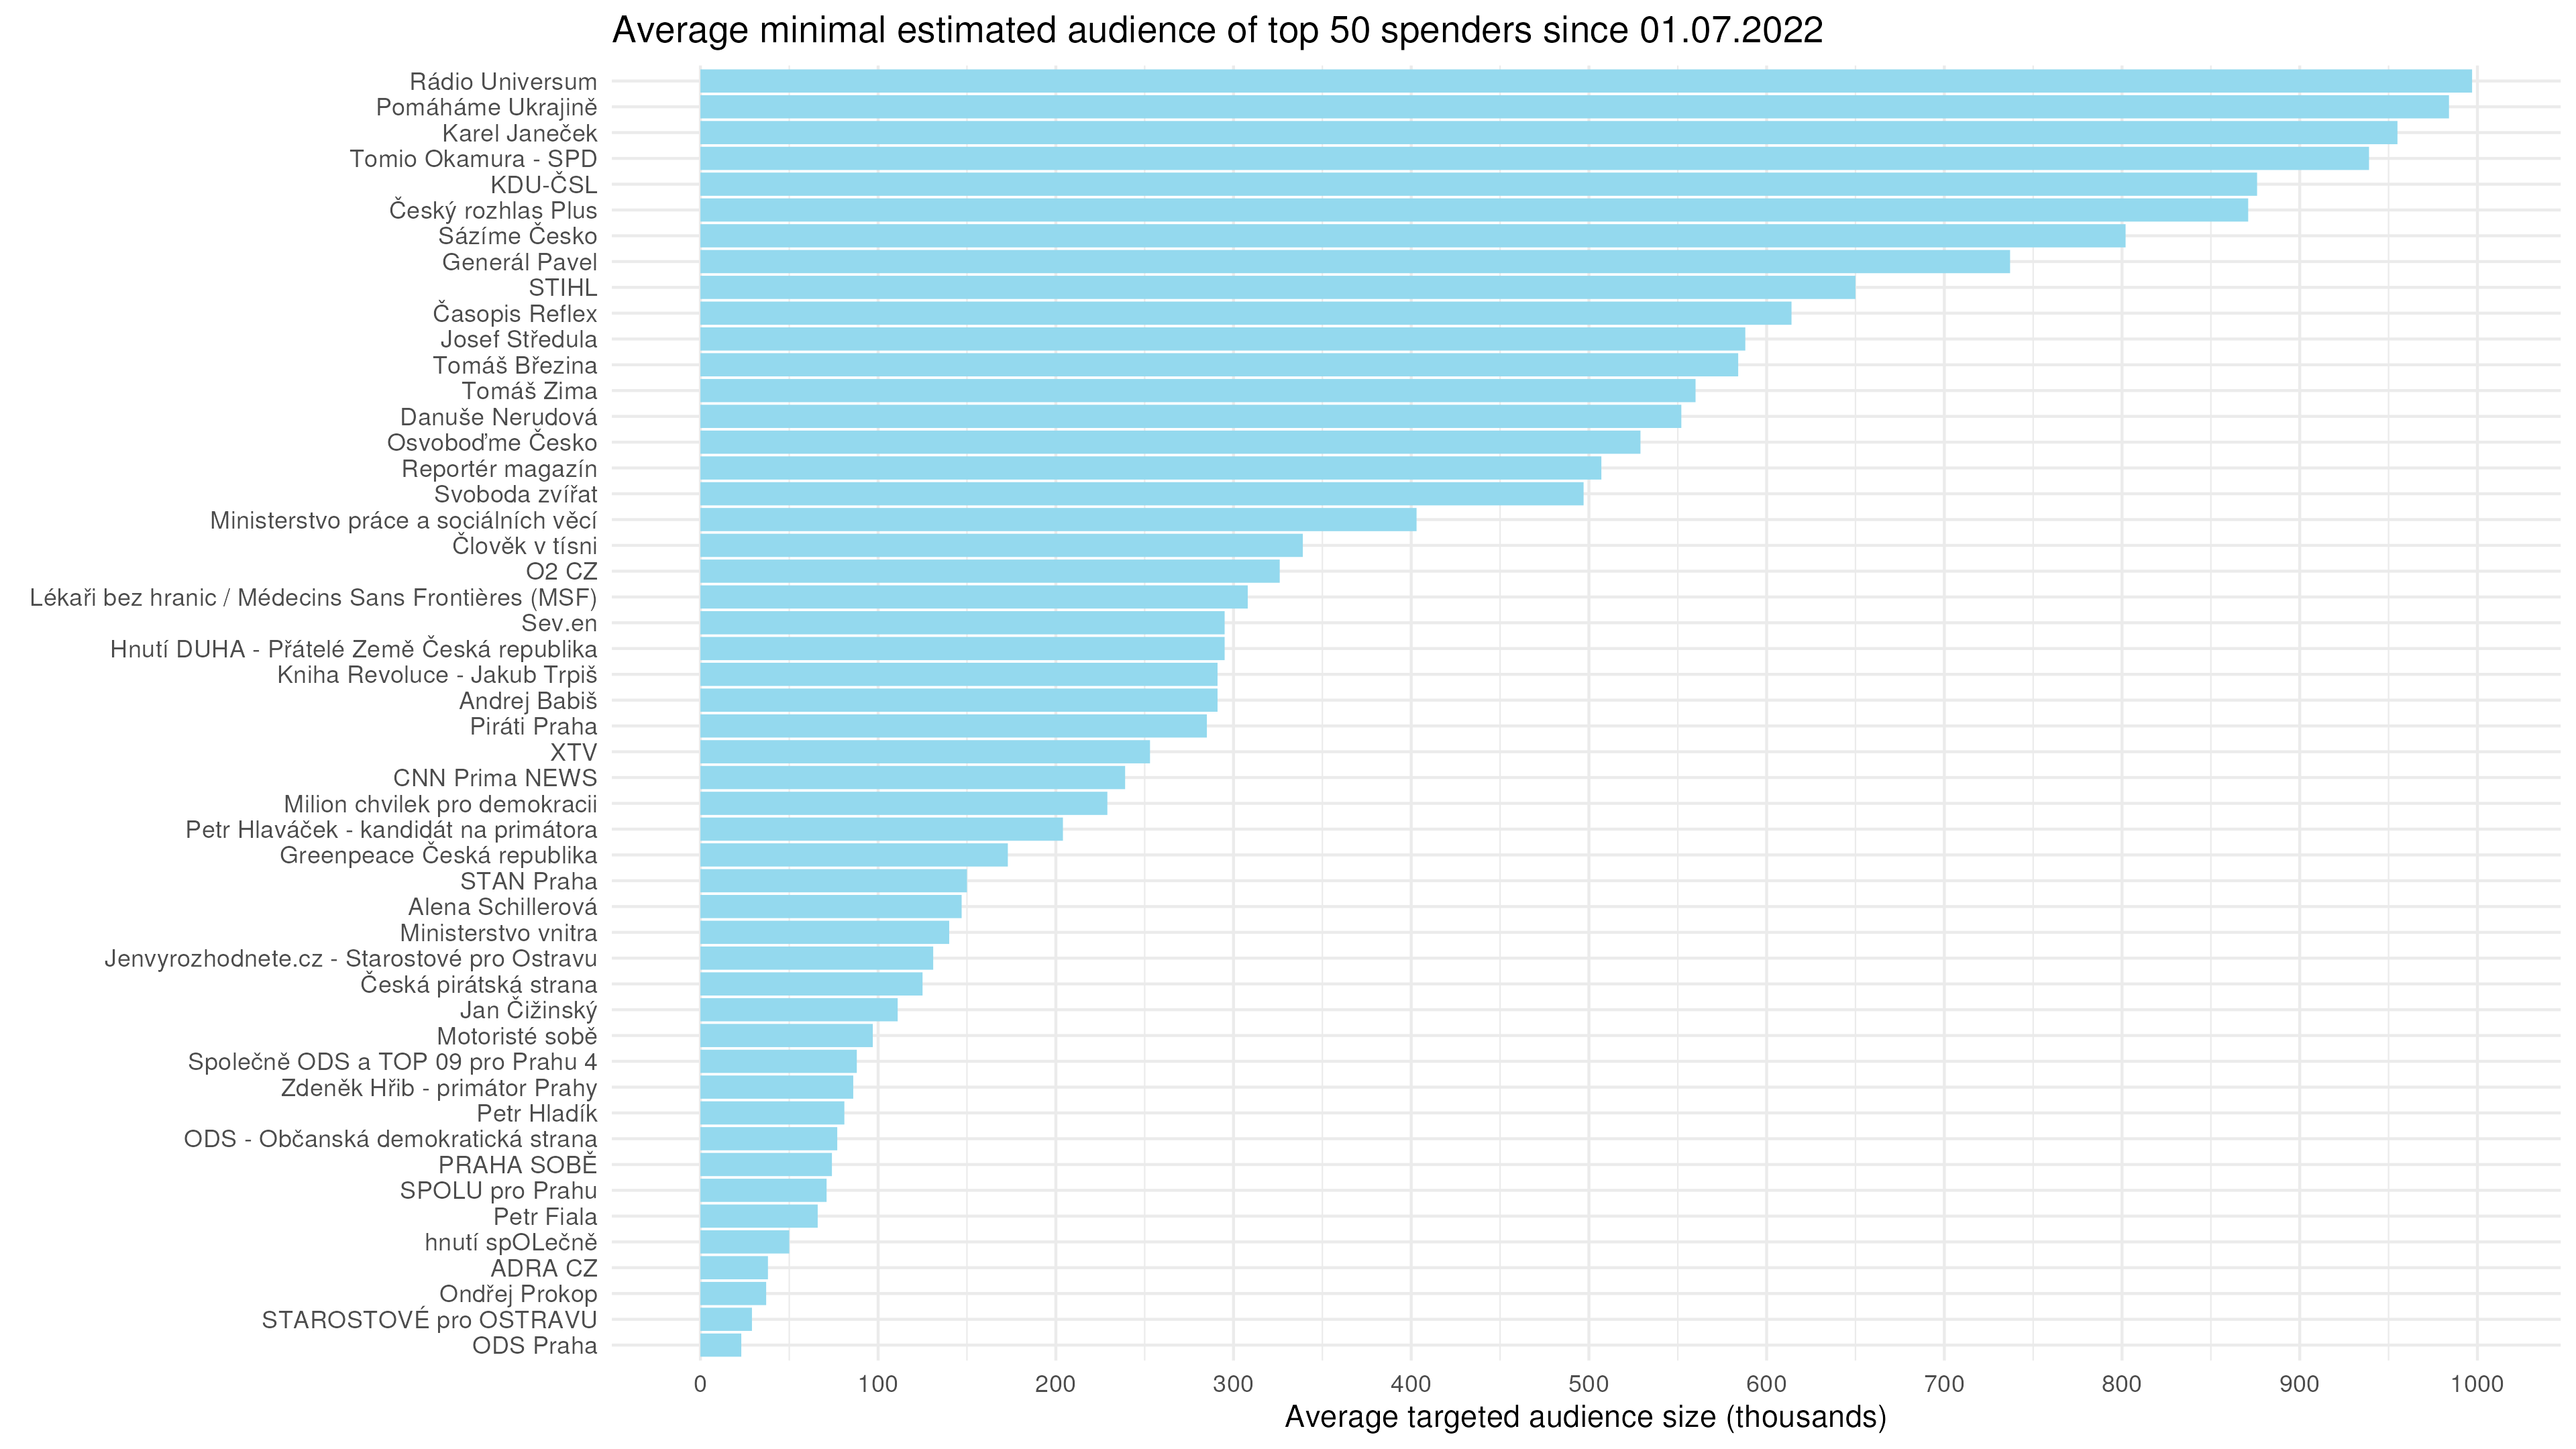 Average minimal estimated audience of top 50 spenders since 01.07.2022
Rádio Universum
Pomáháme Ukrajině
Karel Janeček
Tomio Okamura - SPD
KDU-ČSL
Český rozhlas Plus
Sázíme Česko
Generál Pavel
STIHL
Časopis Reflex
Josef Středula
Tomáš Březina
Tomáš Zima
Danuše Nerudová
Osvoboďme Česko
Reportér magazín
Svoboda zvířat
Ministerstvo práce a sociálních věcí
Člověk v tísni
O2 CZ
Lékaři bez hranic / Médecins Sans Frontières (MSF)
Sev.en
Hnutí DUHA - Přátelé Země Česká republika
Kniha Revoluce - Jakub Trpiš
Andrej Babiš
Piráti Praha
XTV
CNN Prima NEWS
Milion chvilek pro demokracii
Petr Hlaváček - kandidát na primátora
Greenpeace Česká republika
STAN Praha
Alena Schillerová
Ministerstvo vnitra
Jenvyrozhodnete.cz - Starostové pro Ostravu
Česká pirátská strana
Jan Čižinský
Motoristé sobě
Společně ODS a TOP 09 pro Prahu 4
Zdeněk Hřib - primátor Prahy
Petr Hladík
ODS - Občanská demokratická strana
PRAHA SOBĚ
SPOLU pro Prahu
Petr Fiala
hnutí spOLečně
ADRA CZ
Ondřej Prokop
STAROSTOVÉ pro OSTRAVU
ODS Praha
0 100 200 300 400 500 600 700 800 900 1000
Average targeted audience size (thousands)